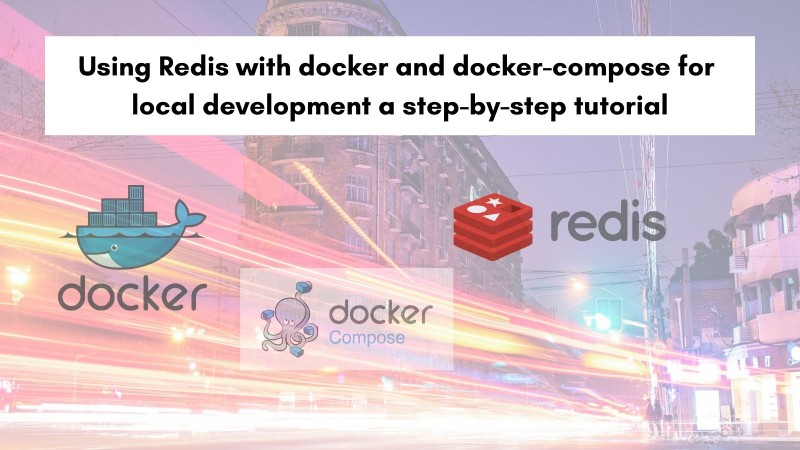 Using Redis with docker and docker-compose for
local development a step-by-step tutorial
docker
docker
Compose
redis